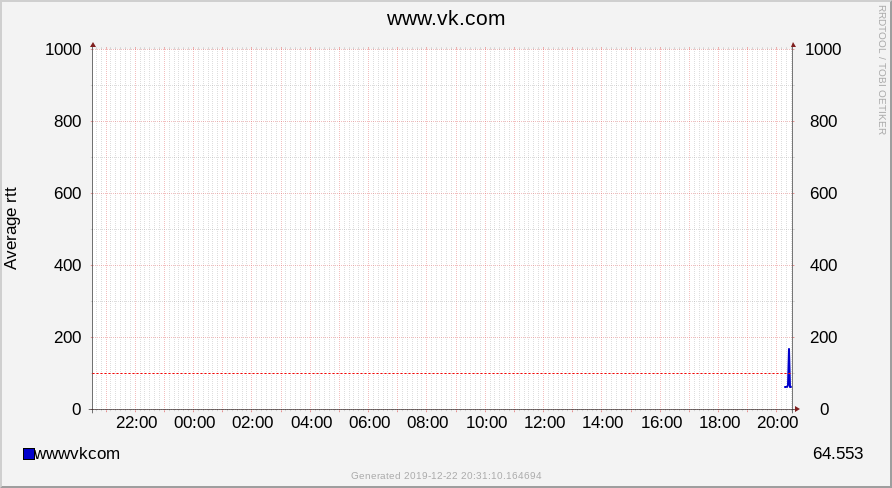 www.vk.com
RRDTOOL / TOBI OETIKER
Average rtt
1000 1000
800 800
600 600
400 400
200 200
0 0
22:00 00:00 02:00 04:00 06:00 08:00 10:00 12:00 14:00 16:00 18:00 20:00
wwwvkcom 64.553
Generated 2019-12-22 20:31:10.164694